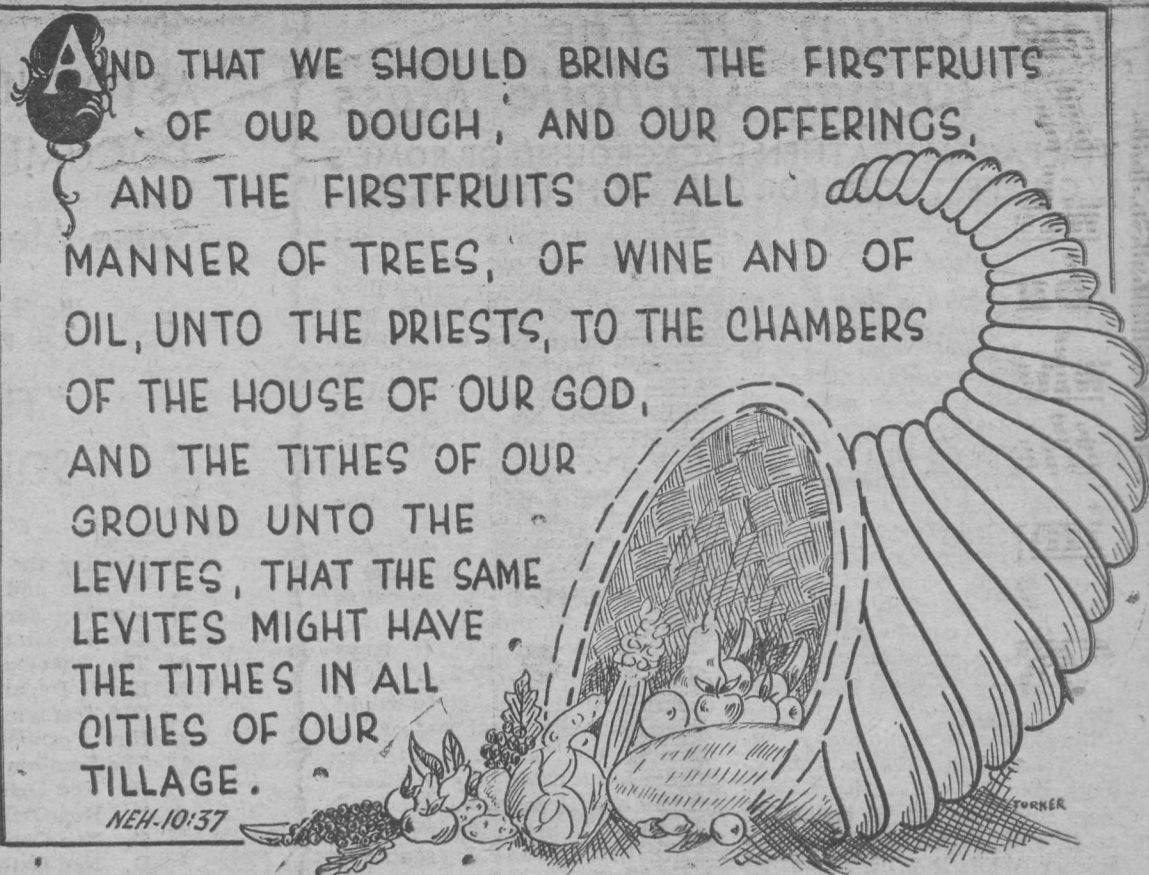 AND THAT WE SHOULD BRING THE FIRSTFRUITS
OF OUR DOUGH, AND OUR OFFERINGS,
AND THE FIRSTFRUITS OF ALL
MANNER OF TREES, OF WINE AND OF
OIL, UNTO THE PRIESTS, TO THE CHAMBERS
OF THE HOUSE OF OUR GOD,
AND THE TITHES OF OUR
GROUND UNTO THE
LEVITES, THAT THE SAME
LEVITES MIGHT HAVE
THE TITHES IN ALL
CITIES OF OUR
TILLAGE.
NEH.10:37
TURNER